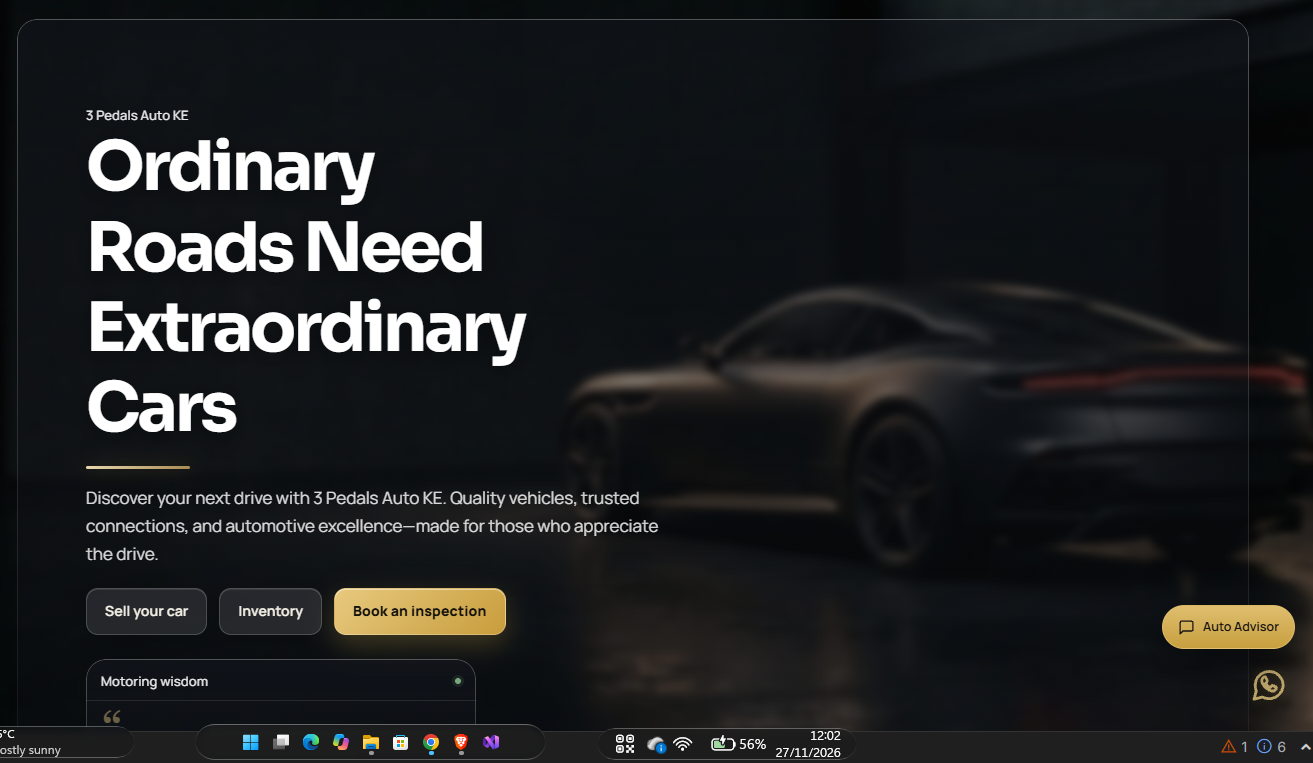 3 Pedals Auto KE
Ordinary
Roads Need
Extraordinary
Cars
Discover your next drive with 3 Pedals Auto KE. Quality vehicles, trusted
connections, and automotive excellence—made for those who appreciate
the drive.
Sell your car
Inventory
Book an inspection
Auto Advisor
Motoring wisdom
“
5°C
ostly sunny
56%
12:02
27/11/2026
1
6